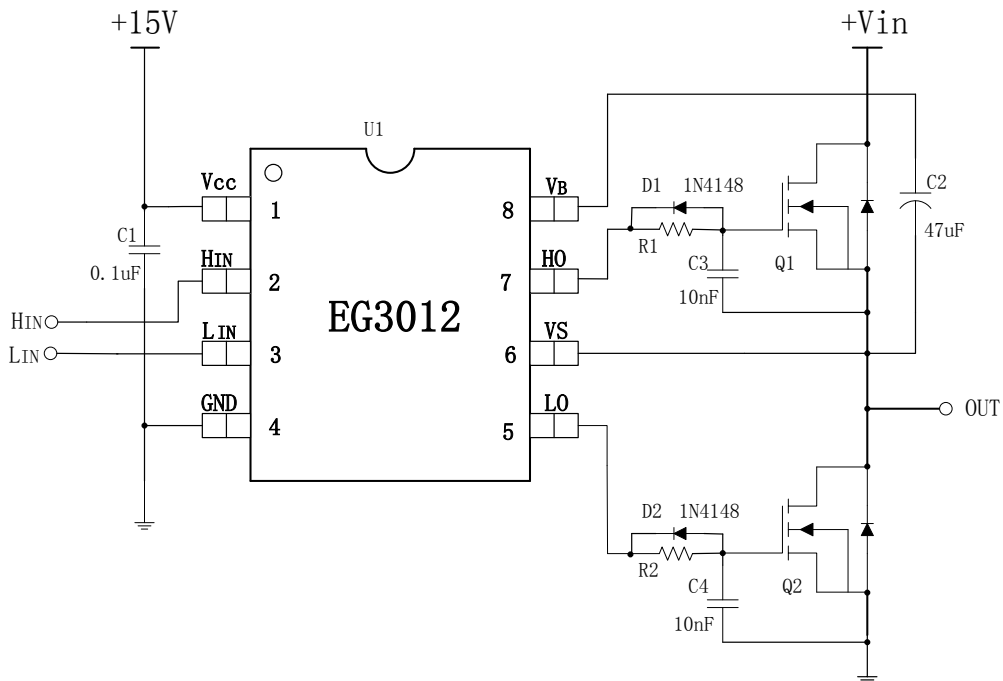 +15V
+Vin
U1
Vcc
1
VB
8
D1 1N4148
C2
47uF
C1
0.1uF
HIN
2
HO
7
R1
C3
10nF
Q1
EG3012
HIN
LIN
LIN
3
VS
6
GND
4
LO
5
OUT
D2 1N4148
R2
C4
10nF
Q2